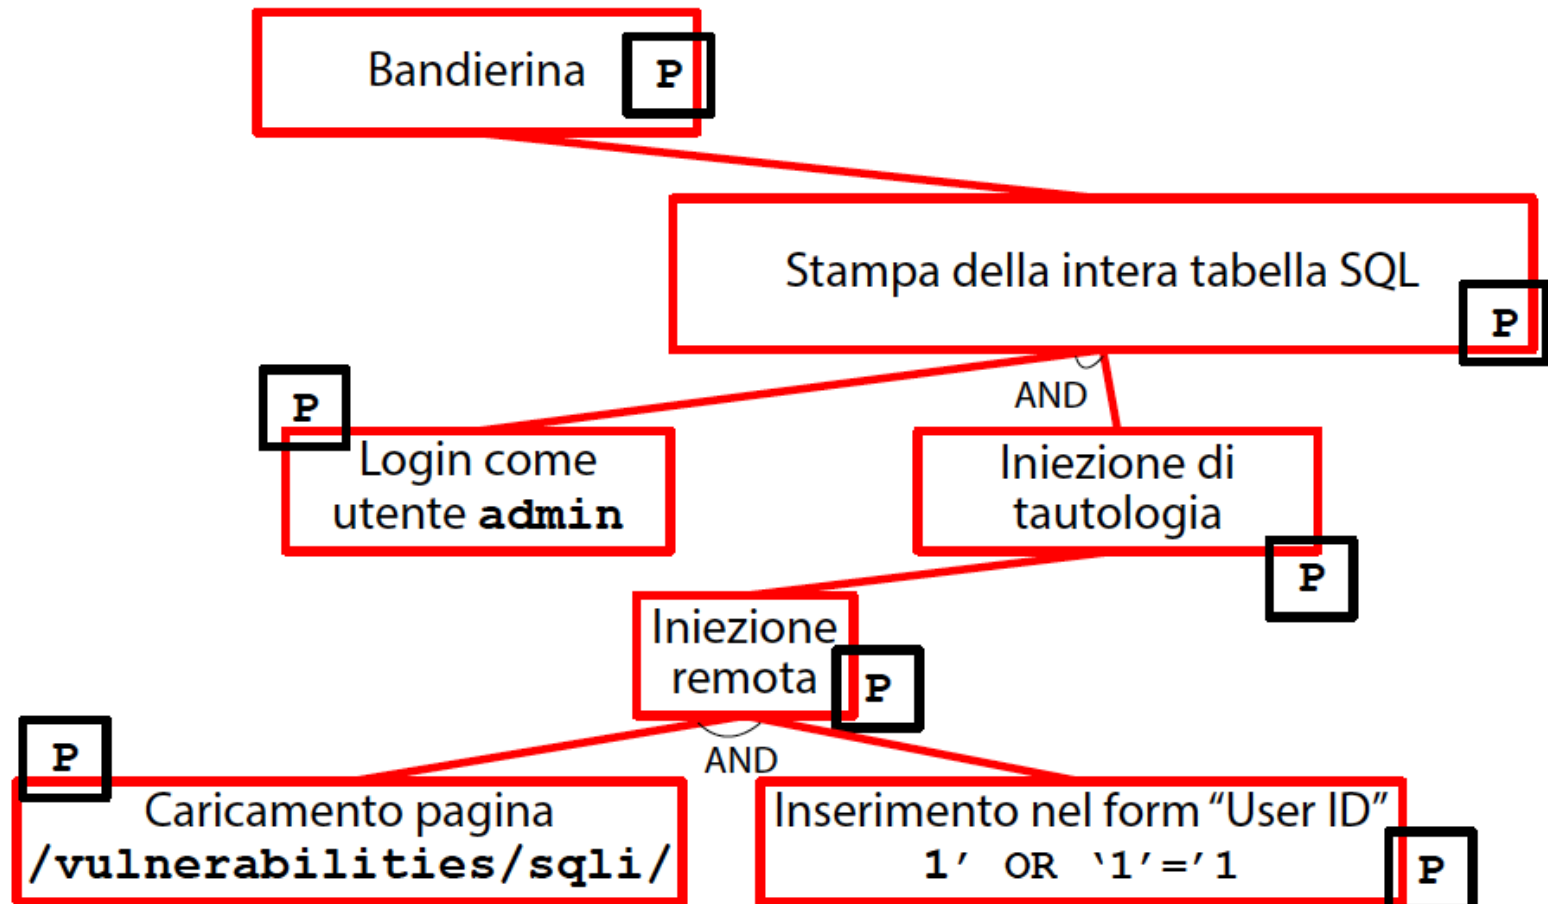 Bandierina P
Stampa della intera tabella SQL
P
P
AND
Login come
utente admin
Iniezione di
tautologia
P
Iniezione
remota P
P
AND
Caricamento pagina
/vulnerabilities/sqli/
Inserimento nel form “User ID”
1’ OR ‘1’=’1
P